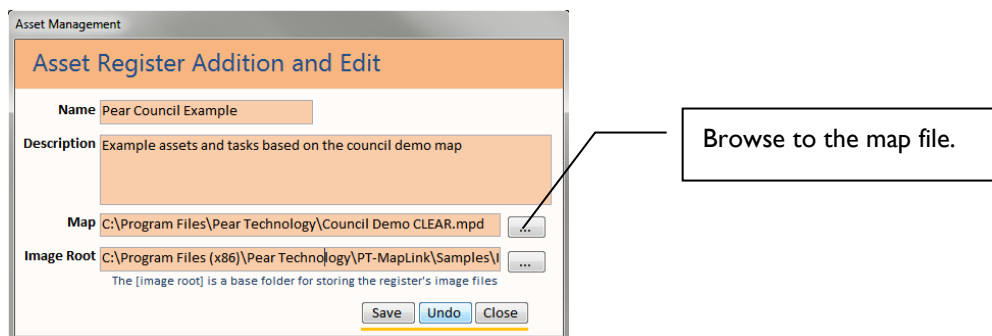 Asset Management
Asset Register Addition and Edit
Name Pear Council Example
Description Example assets and tasks based on the council demo map
Map C:\Program Files\Pear Technology\Council Demo CLEAR.mpd ...
Image Root C:\Program Files (x86)\Pear Technology\PT-MapLink\Samples\I ...
The [image root] is a base folder for storing the register's image files
Save Undo Close
Browse to the map file.